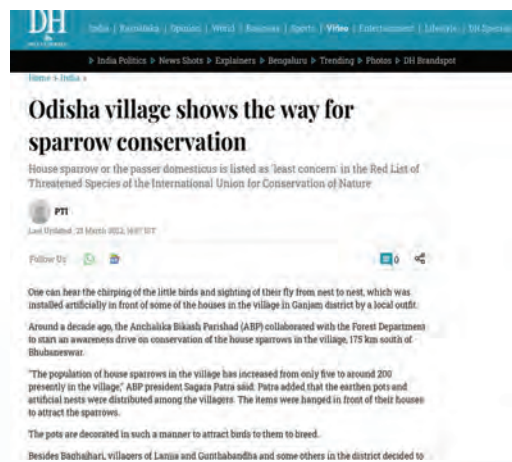 DH
India | Karnataka | Opinion | World | Business | Sports | Video | Entertainment | Lifestyle | DH Specials
India Politics News Shots Explainers Bengaluru Trending Photos DH Brandspot
Home > India >
Odisha village shows the way for
sparrow conservation
House sparrow or the passer domesticus is listed as 'least concern' in the Red List of
Threatened Species of the International Union for Conservation of Nature
PTI
Last Updated: 2022, IST
Follow Us
0
One can hear the chirping of the little birds and sighting of their fly from nest to nest, which was
installed artificially in front of some of the houses in the village in Ganjam district by a local outfit.
Around a decade ago, the Anchalika Bikash Parishad (ABP) collaborated with the Forest Department
to start an awareness drive on conservation of the house sparrows in the village, 175 km south of
Bhubaneswar.
"The population of house sparrows in the village has increased from only five to around 200
presently in the village," ABP president Sagara Patra said. Patra added that the earthen pots and
artificial nests were distributed among the villagers. The items were hanged in front of their houses
to attract the sparrows.
The pots are decorated in such a manner to attract birds to them to breed.
Besides Baghajhari, villagers of Lanjia and Gunthabandha and some others in the district decided to